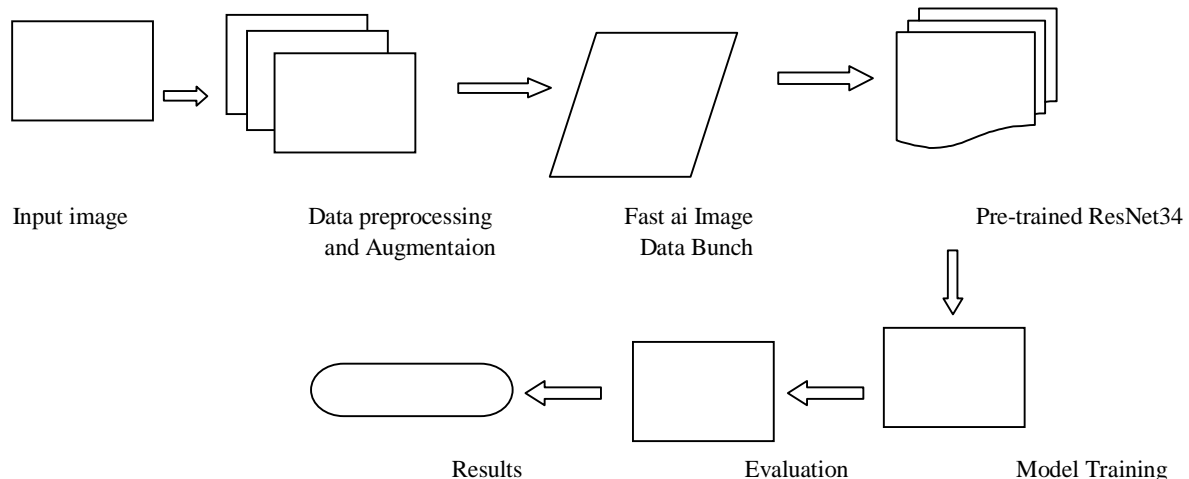 Input image
Data preprocessing
and Augmentaion
Fast ai Image
Data Bunch
Pre-trained ResNet34
Results
Evaluation
Model Training